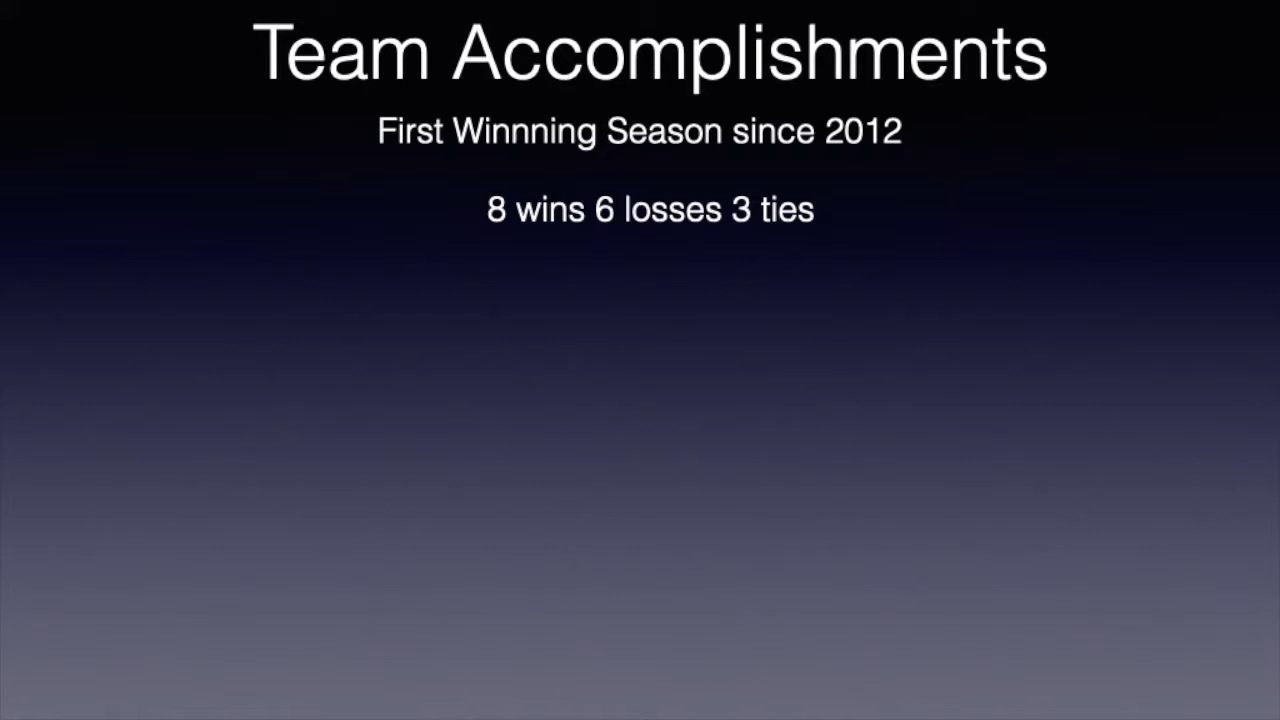 Team Accomplishments
First Winnning Season since 2012
8 wins 6 losses 3 ties